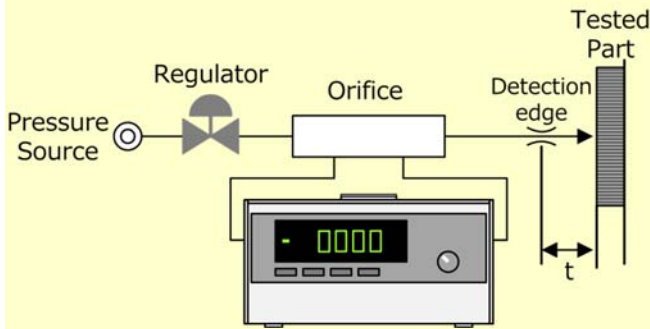 Tested
Part
Regulator
Orifice
Detection
edge
Pressure
Source
- 0000
t